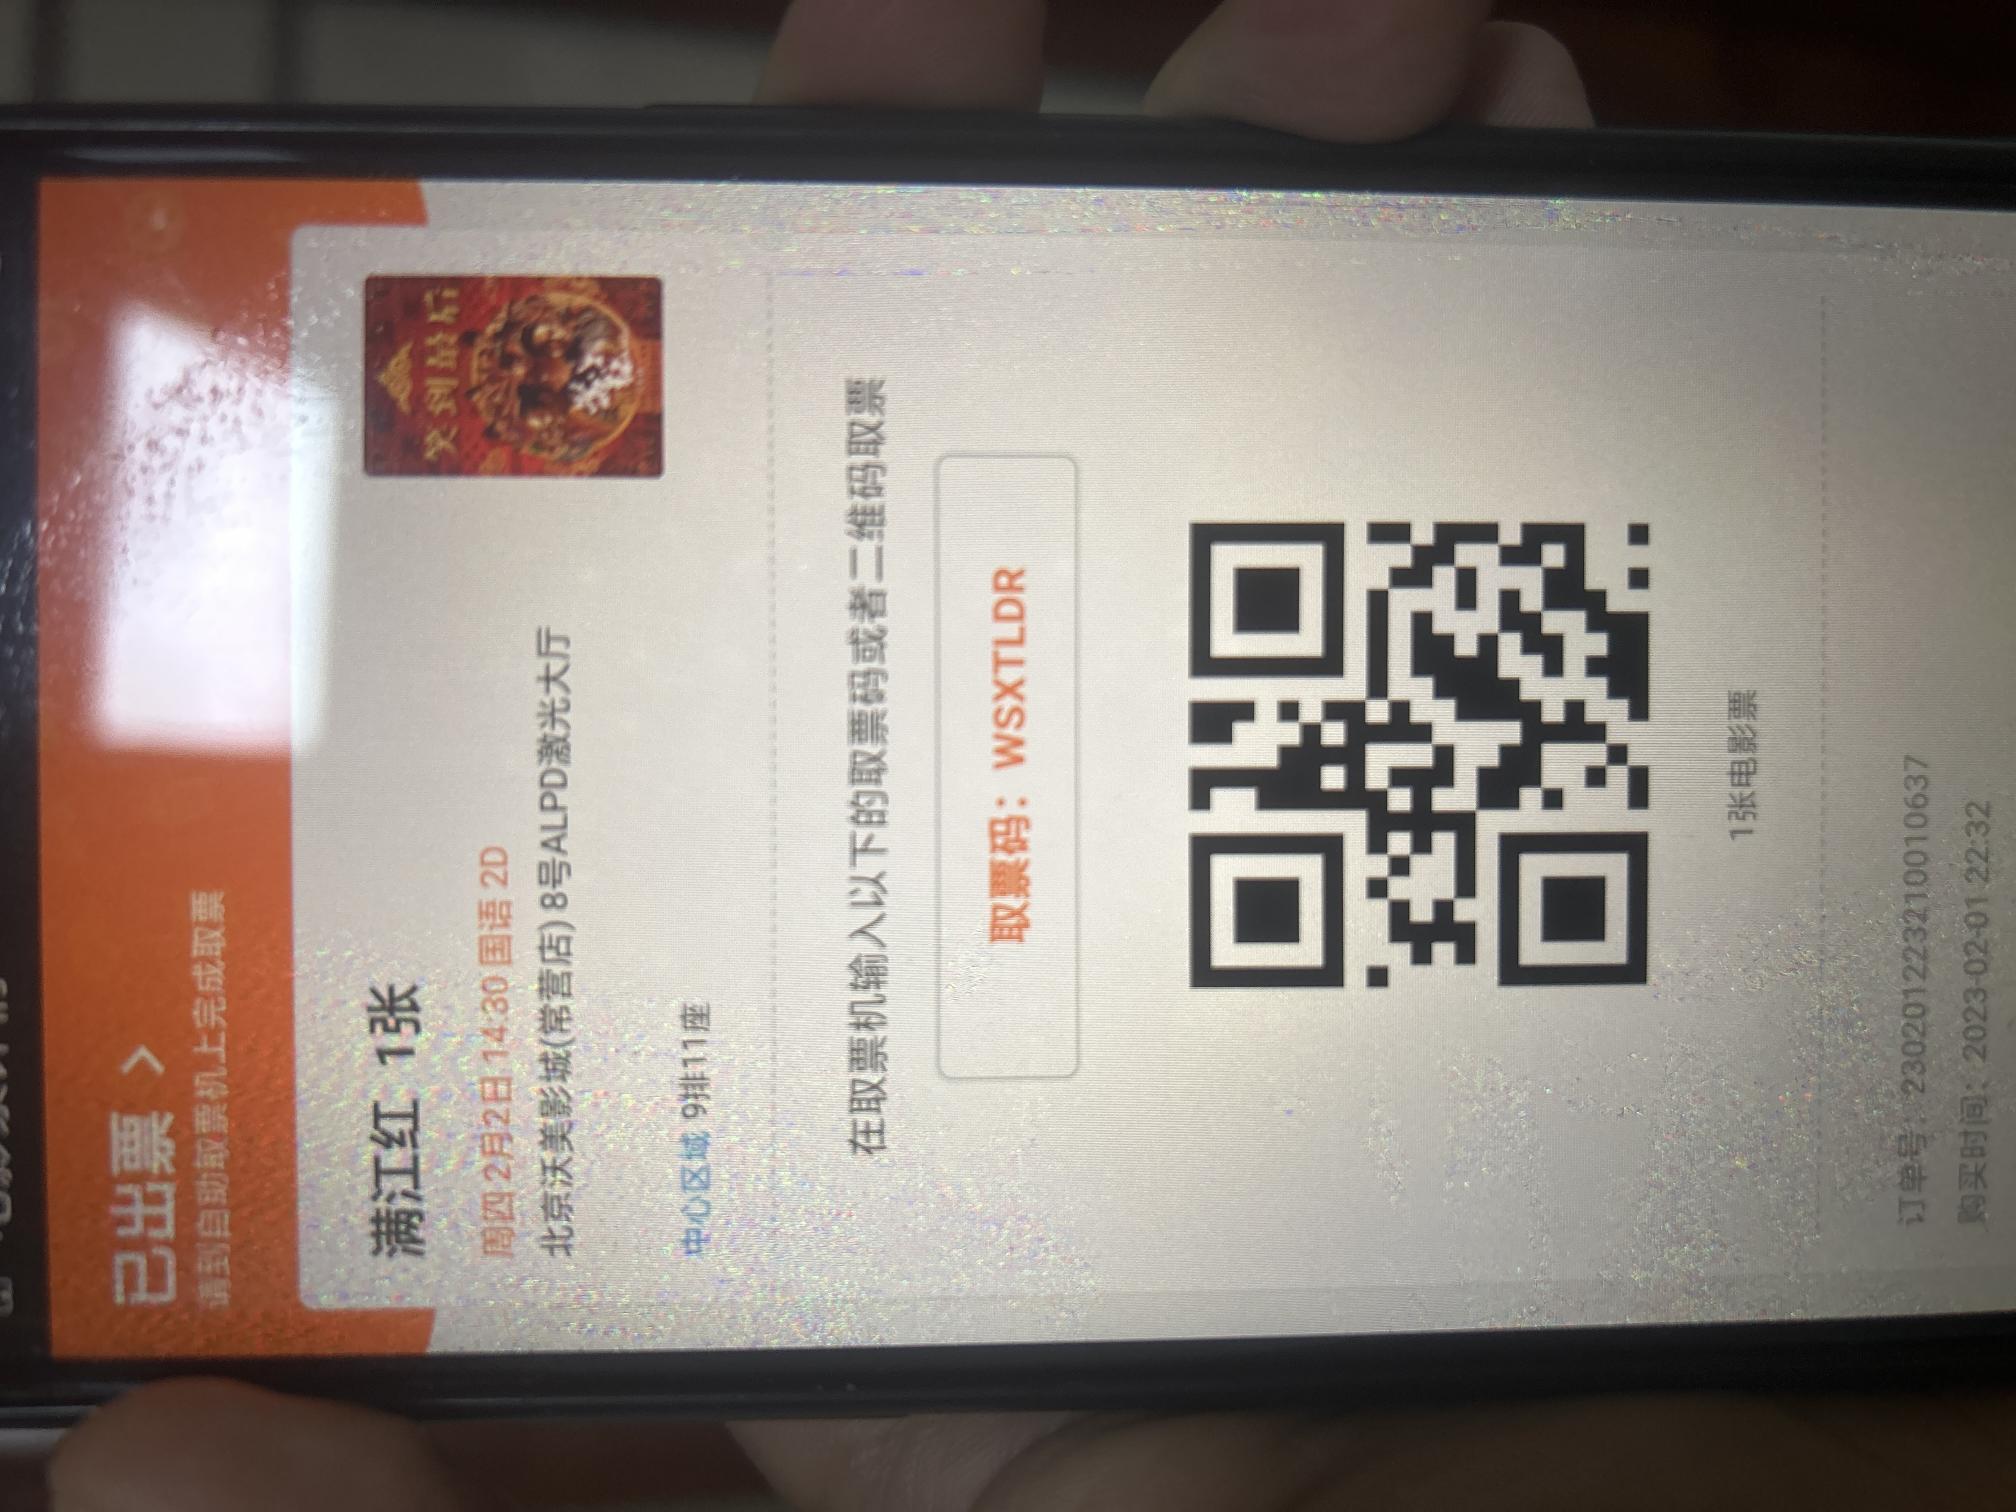 已出票 >
请到自助取票机上完成取票
满江红 1张
周四 2月2日 14:30 国语 2D
北京沃美影城(常营店) 8号ALPD激光大厅
中心区域 9排11座
笑到最后
在取票机输入以下的取票码或者二维码取票
取票码：WSXTLDR
1张电影票
订单号：2302012232100110637
购买时间：2023-02-01 22:32